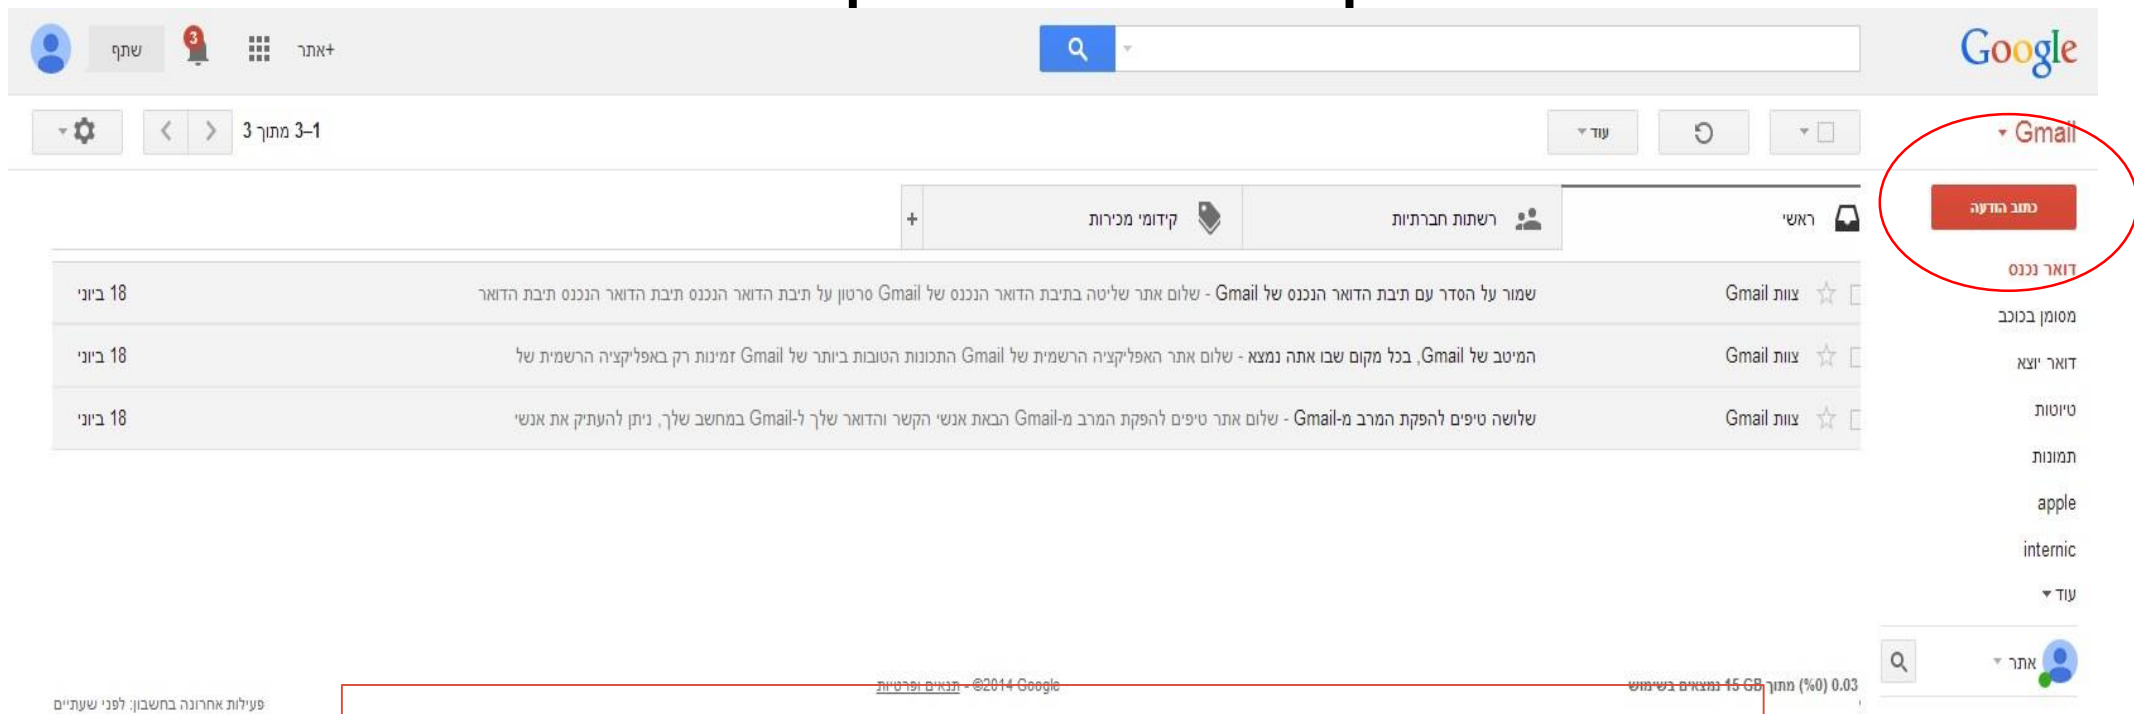 Google
+אתר
3
שתף
Gmail
עוד
1–3 מתוך 3
כתוב הודעה
ראשי
רשתות חברתיות
קידומי מכירות
+
דואר נכנס
צוות Gmail
שמור על הסדר עם תיבת הדואר הנכנס של Gmail - שלום אתר שליטה בתיבת הדואר הנכנס של Gmail סרטון על תיבת הדואר הנכנס תיבת הדואר הנכנס תיבת הדואר
18 ביוני
מסומן בכוכב
צוות Gmail
המיטב של Gmail, בכל מקום שבו אתה נמצא - שלום אתר האפליקציה הרשמית של Gmail התכונות הטובות ביותר של Gmail זמינות רק באפליקציה הרשמית של
18 ביוני
דואר יוצא
טיוטות
צוות Gmail
שלושה טיפים להפקת המרב מ-Gmail - שלום אתר טיפים להפקת המרב מ-Gmail הבאת אנשי הקשר והדואר שלך ל-Gmail במחשב שלך, ניתן להעתיק את אנשי
18 ביוני
תמונות
apple
internic
עוד
אתר
0.03 (0%) מתוך 15 GB נמצאים בשימוש
©2014 Google - תנאים ופרטיות
פעילות אחרונה בחשבון: לפני שעתיים